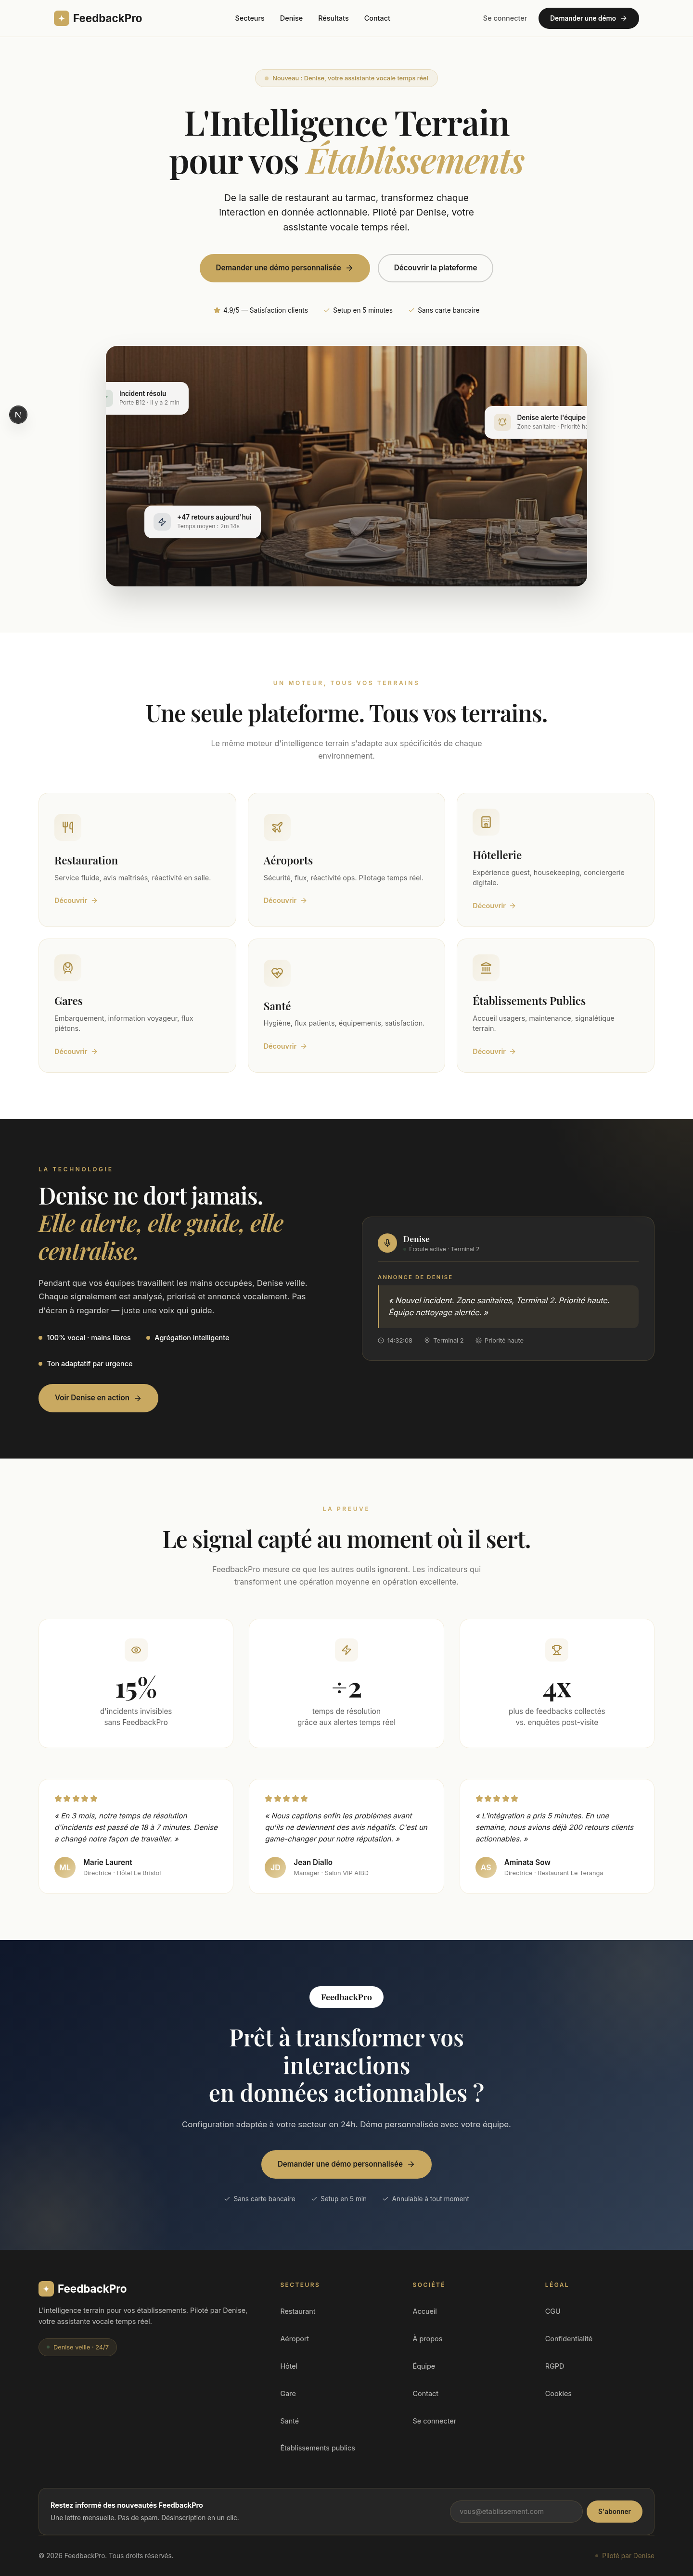 FeedbackPro
Secteurs
Denise
Résultats
Contact
Se connecter
Demander une démo
Nouveau : Denise, votre assistante vocale temps réel
L'Intelligence Terrain
pour vos Établissements
De la salle de restaurant au tarmac, transformez chaque
interaction en donnée actionnable. Piloté par Denise, votre
assistante vocale temps réel.
Demander une démo personnalisée
Découvrir la plateforme
4.9/5 — Satisfaction clients
Setup en 5 minutes
Sans carte bancaire
Incident résolu
Porte B12 · Il y a 2 min
Denise alerte l'équipe
Zone sanitaire · Priorité ha
+47 retours aujourd'hui
Temps moyen : 2m 14s
N
UN MOTEUR, TOUS VOS TERRAINS
Une seule plateforme. Tous vos terrains.
Le même moteur d'intelligence terrain s'adapte aux spécificités de chaque
environnement.
Restauration
Service fluide, avis maîtrisés, réactivité en salle.
Découvrir
Aéroports
Sécurité, flux, réactivité ops. Pilotage temps réel.
Découvrir
Hôtellerie
Expérience guest, housekeeping, conciergerie
digitale.
Découvrir
Gares
Embarquement, information voyageur, flux
piétons.
Découvrir
Santé
Hygiène, flux patients, équipements, satisfaction.
Découvrir
Établissements Publics
Accueil usagers, maintenance, signalétique
terrain.
Découvrir
LA TECHNOLOGIE
Denise ne dort jamais.
Elle alerte, elle guide, elle
centralise.
Pendant que vos équipes travaillent les mains occupées, Denise veille.
Chaque signalement est analysé, priorisé et annoncé vocalement. Pas
d'écran à regarder — juste une voix qui guide.
100% vocal · mains libres
Agrégation intelligente
Ton adaptatif par urgence
Voir Denise en action
Denise
Écoute active · Terminal 2
ANNONCE DE DENISE
« Nouvel incident. Zone sanitaires, Terminal 2. Priorité haute.
Équipe nettoyage alertée. »
14:32:08
Terminal 2
Priorité haute
LA PREUVE
Le signal capté au moment où il sert.
FeedbackPro mesure ce que les autres outils ignorent. Les indicateurs qui
transforment une opération moyenne en opération excellente.
15%
d'incidents invisibles
sans FeedbackPro
÷2
temps de résolution
grâce aux alertes temps réel
4x
plus de feedbacks collectés
vs. enquêtes post-visite
« En 3 mois, notre temps de résolution
d'incidents est passé de 18 à 7 minutes. Denise
a changé notre façon de travailler. »
ML
Marie Laurent
Directrice · Hôtel Le Bristol
« Nous captions enfin les problèmes avant
qu'ils ne deviennent des avis négatifs. C'est un
game-changer pour notre réputation. »
JD
Jean Diallo
Manager · Salon VIP AIBD
« L'intégration a pris 5 minutes. En une
semaine, nous avions déjà 200 retours clients
actionnables. »
AS
Aminata Sow
Directrice · Restaurant Le Teranga
FeedbackPro
Prêt à transformer vos
interactions
en données actionnables ?
Configuration adaptée à votre secteur en 24h. Démo personnalisée avec votre équipe.
Demander une démo personnalisée
Sans carte bancaire
Setup en 5 min
Annulable à tout moment
FeedbackPro
L'intelligence terrain pour vos établissements. Piloté par Denise,
votre assistante vocale temps réel.
Denise veille · 24/7
SECTEURS
Restaurant
Aéroport
Hôtel
Gare
Santé
Établissements publics
SOCIÉTÉ
Accueil
À propos
Équipe
Contact
Se connecter
LÉGAL
CGU
Confidentialité
RGPD
Cookies
Restez informé des nouveautés FeedbackPro
Une lettre mensuelle. Pas de spam. Désinscription en un clic.
vous@etablissement.com
S'abonner
© 2026 FeedbackPro. Tous droits réservés.
Piloté par Denise